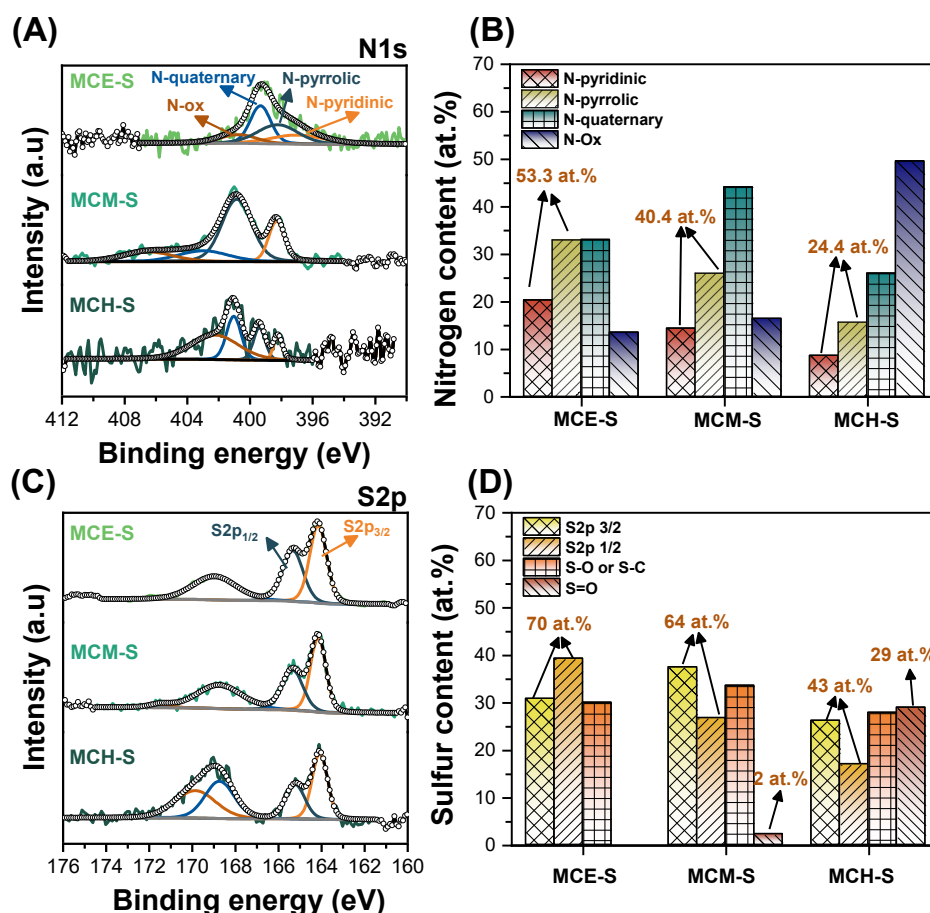 (A)
N1s
MCE-S
N-quaternary
N-pyrrolic
N-ox
N-pyridinic
MCM-S
MCH-S
Intensity (a.u)
412 408 404 400 396 392
Binding energy (eV)
(B)
70
60
50
40
30
20
10
0
Nitrogen content (at.%)
N-pyridinic
N-pyrrolic
N-quaternary
N-Ox
53.3 at.%
40.4 at.%
24.4 at.%
MCE-S MCM-S MCH-S
(C)
S2p
MCE-S
S2p1/2
S2p3/2
MCM-S
MCH-S
Intensity (a.u)
176 174 172 170 168 166 164 162 160
Binding energy (eV)
(D)
70
60
50
40
30
20
10
0
Sulfur content (at.%)
S2p 3/2
S2p 1/2
S-O or S-C
S=O
70 at.%
64 at.%
2 at.%
43 at.%
29 at.%
MCE-S MCM-S MCH-S